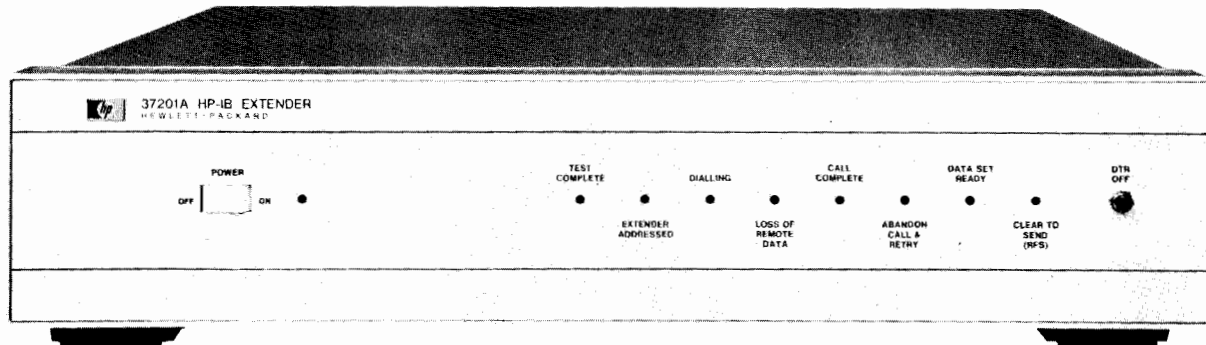 hp 37201A HP-IB EXTENDER
HEWLETT-PACKARD
POWER
OFF ON
TEST
COMPLETE
EXTENDER
ADDRESSED
DIALLING
LOSS OF
REMOTE
DATA
CALL
COMPLETE
ABANDON
CALL &
RETRY
DATA SET
READY
CLEAR TO
SEND
(RFS)
DTR
OFF